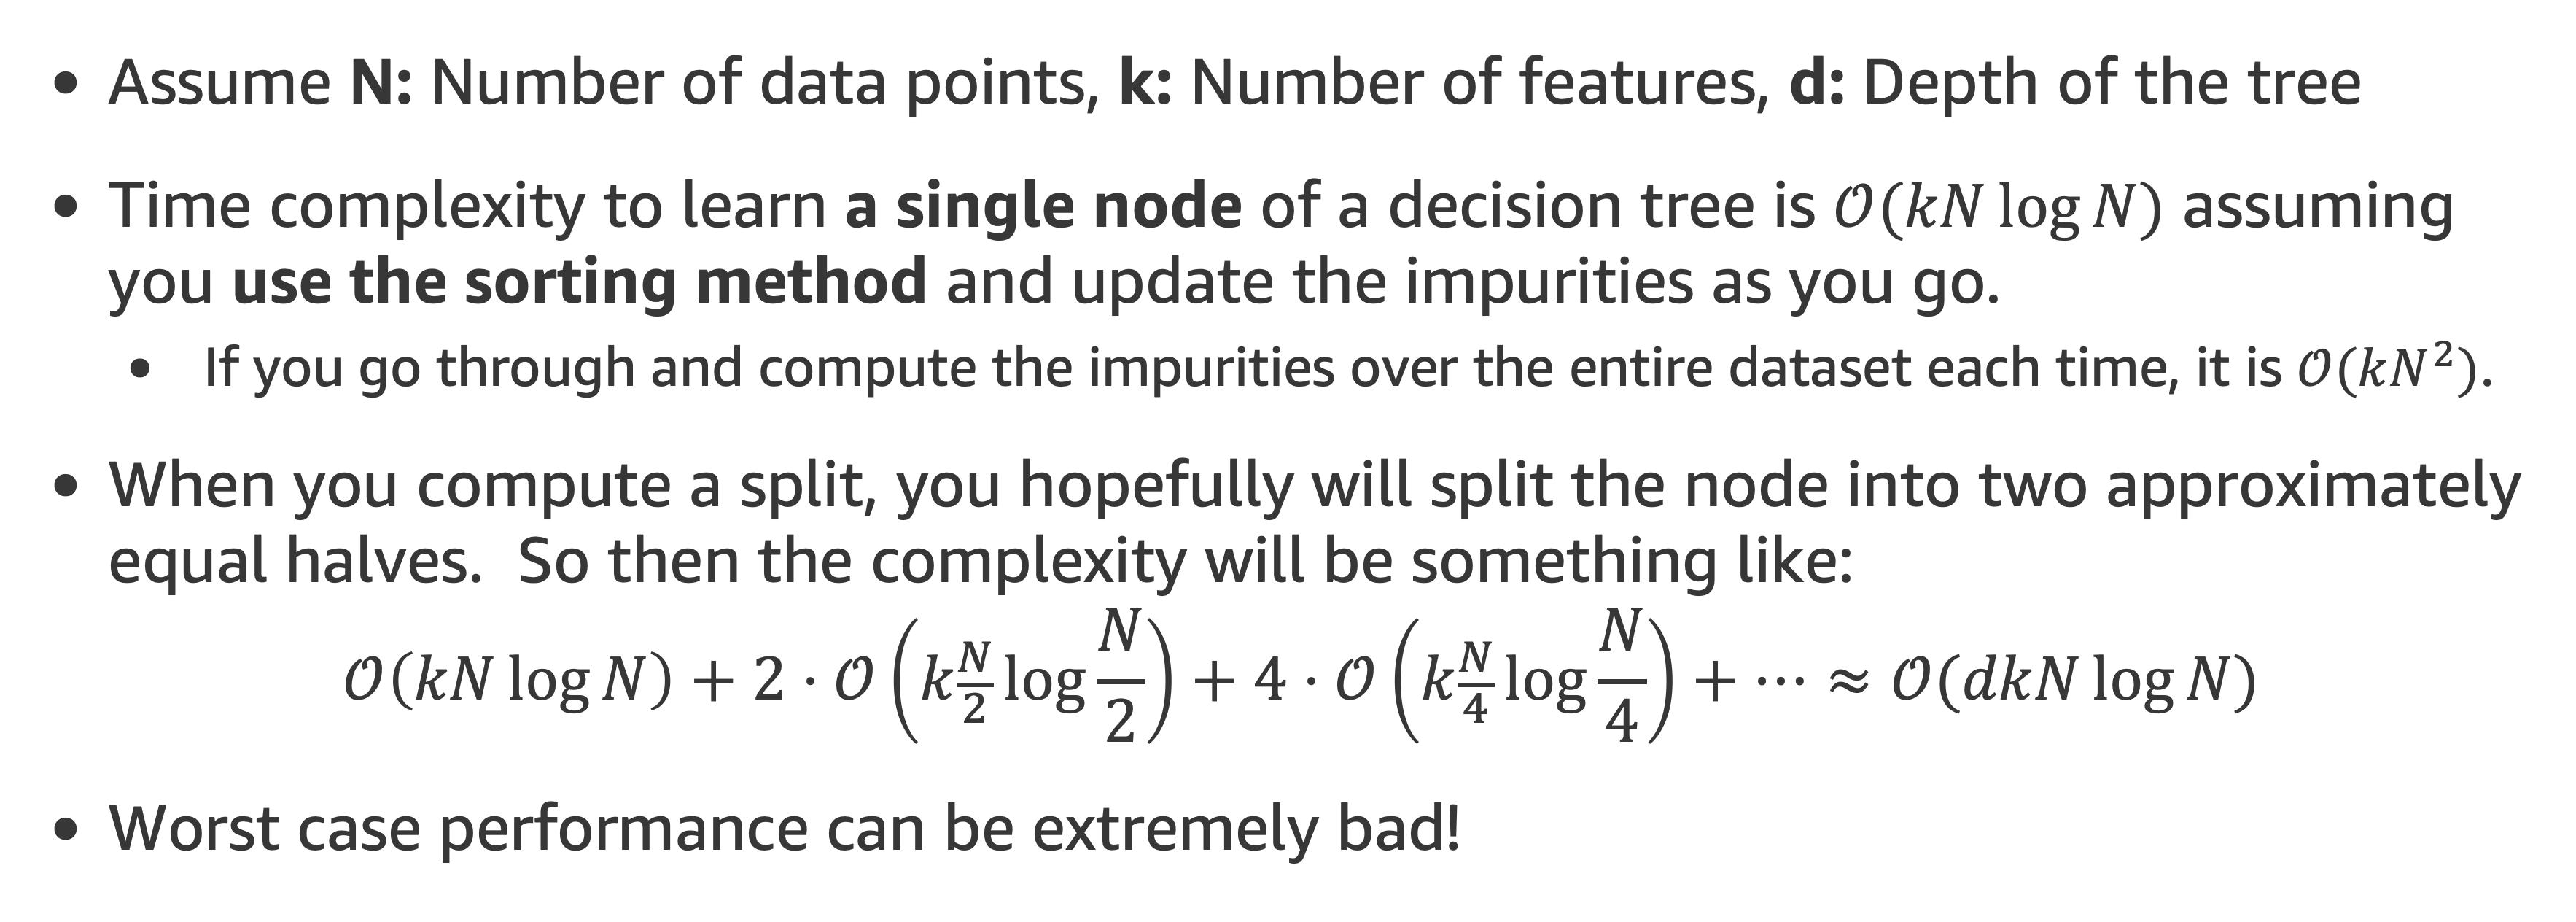 • Assume N: Number of data points, k: Number of features, d: Depth of the tree
• Time complexity to learn a single node of a decision tree is 𝒪(kN log N) assuming
you use the sorting method and update the impurities as you go.
• If you go through and compute the impurities over the entire dataset each time, it is 𝒪(kN²).
• When you compute a split, you hopefully will split the node into two approximately
equal halves.  So then the complexity will be something like:
𝒪(kN log N) + 2 · 𝒪(k N/2 log N/2) + 4 · 𝒪(k N/4 log N/4) + ⋯ ≈ 𝒪(dkN log N)
• Worst case performance can be extremely bad!